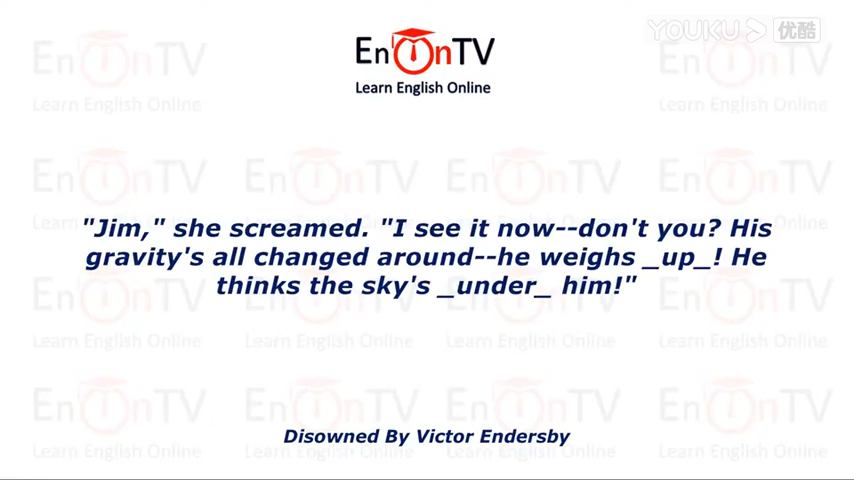 YOUKU 优酷
EnOnTV
Learn English Online
"Jim," she screamed. "I see it now--don't you? His
gravity's all changed around--he weighs _up_! He
thinks the sky's _under_ him!"
Disowned By Victor Endersby